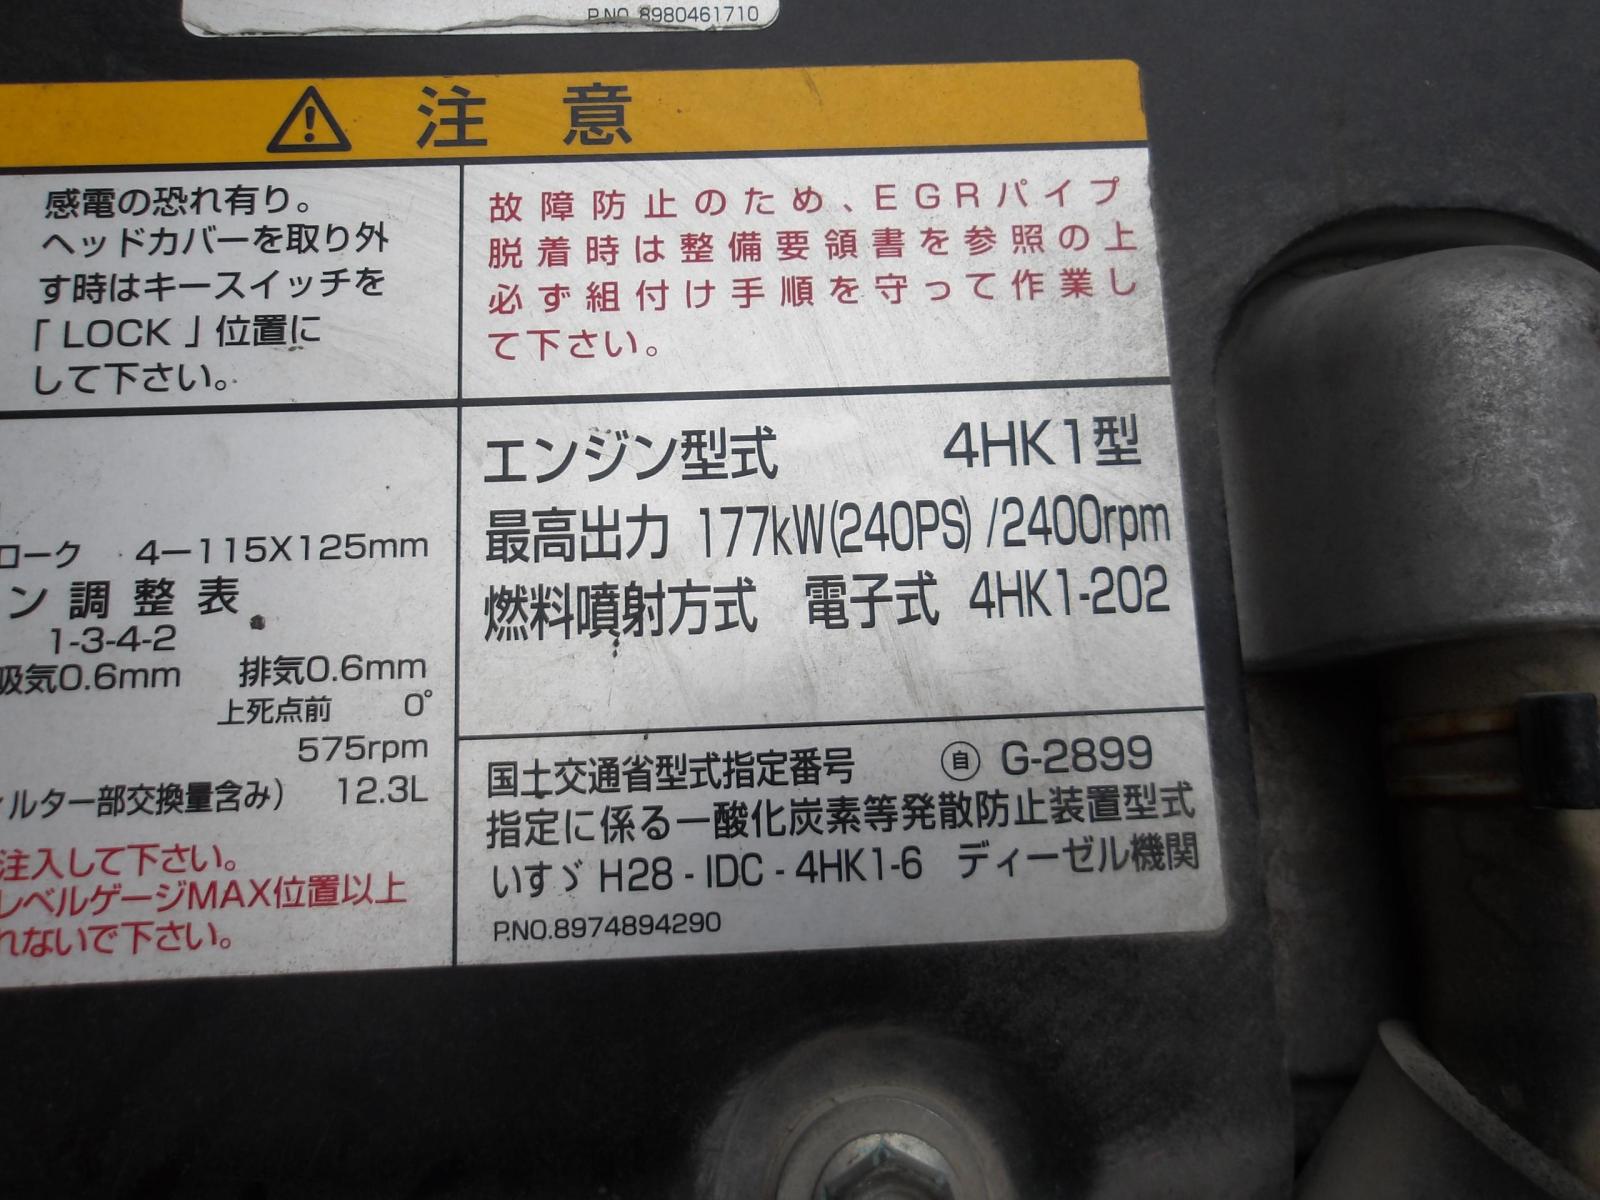 P.NO. 8980461710
注意
感電の恐れ有り。
ヘッドカバーを取り外
す時はキースイッチを
「LOCK」位置に
して下さい。
故障防止のため、EGRパイプ
脱着時は整備要領書を参照の上
必ず組付け手順を守って作業し
て下さい。
ローク 4−115X125mm
ン調整表
1-3-4-2
吸気0.6mm 排気0.6mm
上死点前 0°
575rpm
ィルター部交換量含み) 12.3L
注入して下さい。
レベルゲージMAX位置以上
れないで下さい。
エンジン型式 4HK1型
最高出力 177kW(240PS)/2400rpm
燃料噴射方式 電子式 4HK1-202
国土交通省型式指定番号 ㊀自 G-2899
指定に係る一酸化炭素等発散防止装置型式
いすゞ H28 - IDC - 4HK1-6 ディーゼル機関
P.NO.8974894290